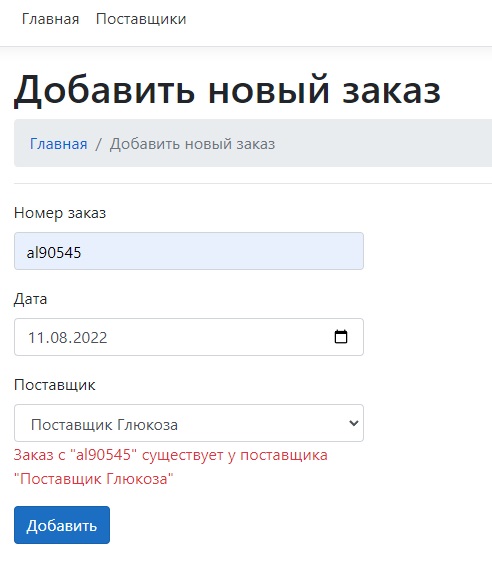 Главная Поставщики
Добавить новый заказ
Главная / Добавить новый заказ
Номер заказ
al90545
Дата
11.08.2022
Поставщик
Поставщик Глюкоза
Заказ с "al90545" существует у поставщика
"Поставщик Глюкоза"
Добавить